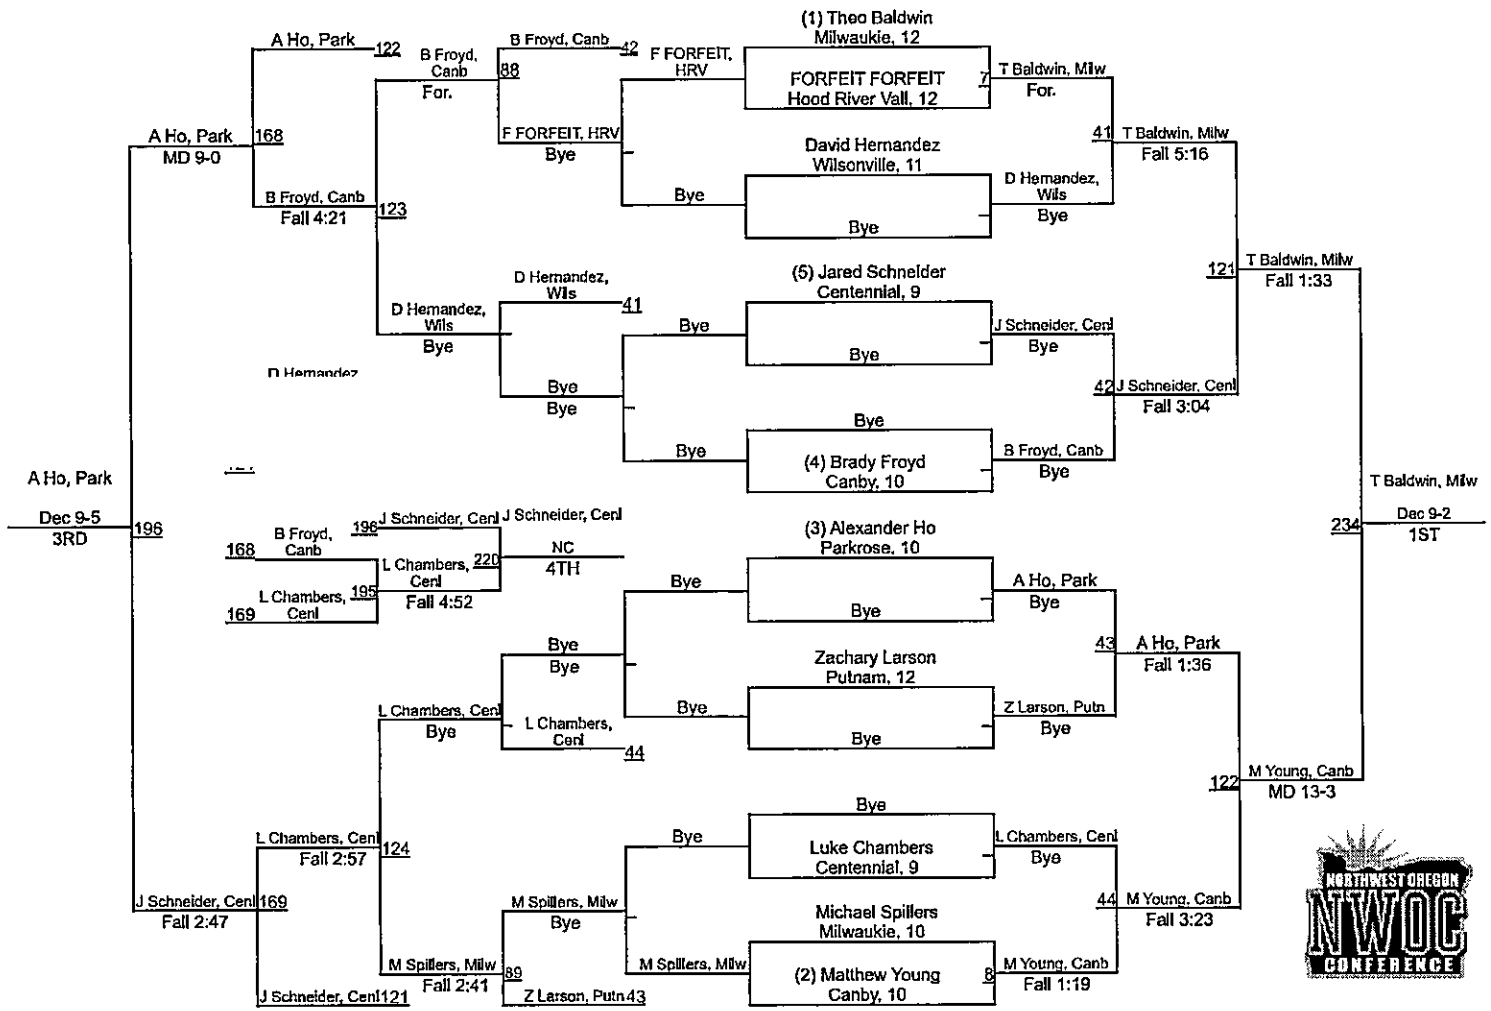 (1) Theo Baldwin
Milwaukie, 12
FORFEIT FORFEIT
Hood River Vall, 12
7
T Baldwin, Milw
For.
David Hernandez
Wilsonville, 11
Bye
D Hernandez,
Wils
Bye
41
T Baldwin, Milw
Fall 5:16
(5) Jared Schneider
Centennial, 9
Bye
J Schneider, Cenl
Bye
Bye
(4) Brady Froyd
Canby, 10
B Froyd, Canb
Bye
42
J Schneider, Cenl
Fall 3:04
121
T Baldwin, Milw
Fall 1:33
(3) Alexander Ho
Parkrose, 10
Bye
A Ho, Park
Bye
Zachary Larson
Putnam, 12
Bye
Z Larson, Putn
Bye
43
A Ho, Park
Fall 1:36
Bye
Luke Chambers
Centennial, 9
L Chambers, Cenl
Bye
Michael Spillers
Milwaukie, 10
(2) Matthew Young
Canby, 10
8
M Young, Canb
Fall 1:19
44
M Young, Canb
Fall 3:23
122
M Young, Canb
MD 13-3
234
T Baldwin, Milw
Dec 9-2
1ST
F FORFEIT,
HRV
Bye
B Froyd, Canb
42
F FORFEIT, HRV
Bye
88
B Froyd,
Canb
For.
Bye
Bye
D Hernandez,
Wils
41
Bye
Bye
D Hernandez,
Wils
Bye
A Ho, Park
122
123
B Froyd, Canb
Fall 4:21
168
A Ho, Park
MD 9-0
D Hernandez
A Ho, Park
Dec 9-5
3RD
196
168
B Froyd,
Canb
169
L Chambers,
Cenl
196
J Schneider, Cenl
195
L Chambers,
Cenl
Fall 4:52
220
J Schneider, Cenl
NC
4TH
Bye
Bye
Bye
Bye
L Chambers,
Cenl
44
L Chambers, Cenl
Bye
Bye
M Spillers, Milw
M Spillers, Milw
Bye
Z Larson, Putn
43
89
M Spillers, Milw
Fall 2:41
124
L Chambers, Cenl
Fall 2:57
J Schneider, Cenl
121
169
J Schneider, Cenl
Fall 2:47
NORTHWEST OREGON
NWOC
CONFERENCE